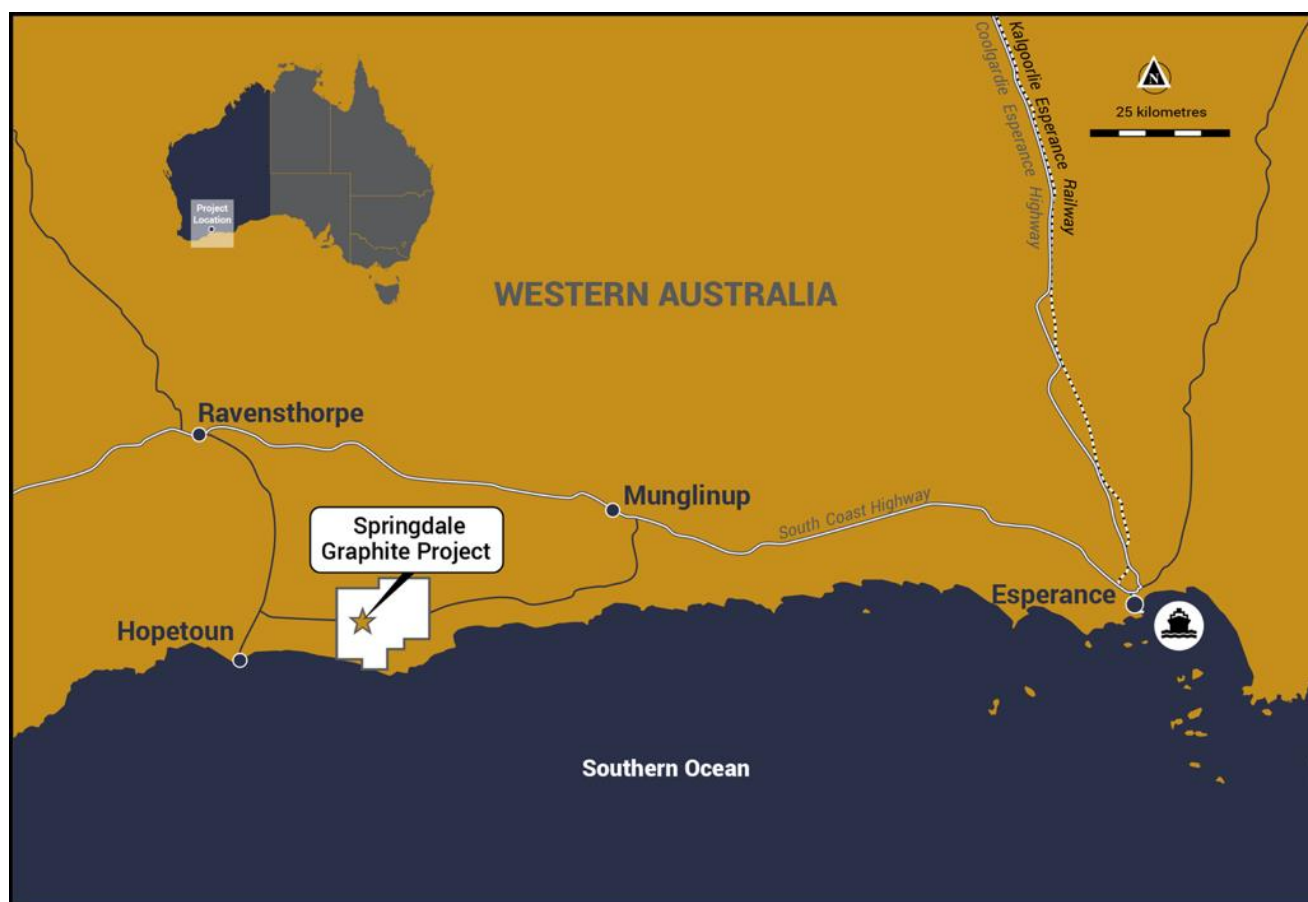 Kalgoorlie Esperance Railway
Coolgardie Esperance Highway
N
25 kilometres
Project
Location
WESTERN AUSTRALIA
Ravensthorpe
Munglinup
South Coast Highway
Springdale
Graphite Project
Esperance
Hopetoun
Southern Ocean